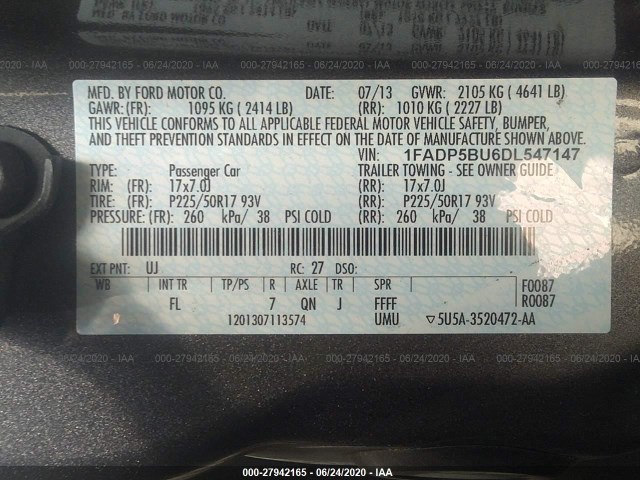 000-27942165 - 06/24/2020 - IAA
MFD. BY FORD MOTOR CO. DATE: 07/13 GVWR: 2105 KG ( 4641 LB)
GAWR: (FR): 1095 KG ( 2414 LB) (RR): 1010 KG ( 2227 LB)
THIS VEHICLE CONFORMS TO ALL APPLICABLE FEDERAL MOTOR VEHICLE SAFETY, BUMPER,
AND THEFT PREVENTION STANDARDS IN EFFECT ON THE DATE OF MANUFACTURE SHOWN ABOVE.
VIN: 1FADP5BU6DL547147
TYPE: Passenger Car TRAILER TOWING - SEE OWNER GUIDE
RIM: (FR): 17x7.0J (RR): 17x7.0J
TIRE: (FR): P225/50R17 93V (RR): P225/50R17 93V
PRESSURE: (FR): 260 kPa/ 38 PSI COLD (RR): 260 kPa/ 38 PSI COLD
EXT PNT: UJ RC: 27 DSO:
WB INT TR TP/PS R AXLE TR SPR F0087
FL 7 QN J FFFF R0087
1201307113574 UMU ▽5U5A-3520472-AA
000-27942165 - 06/24/2020 - IAA